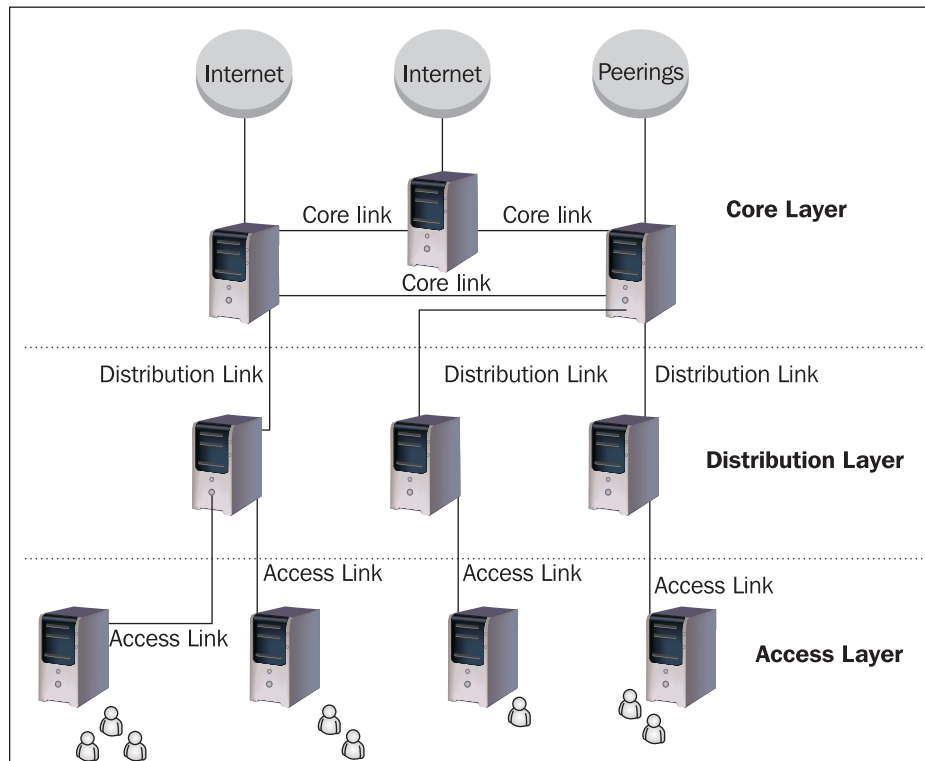 Internet
Internet
Peerings
Core link
Core link
Core Layer
Core link
Distribution Link
Distribution Link
Distribution Link
Distribution Layer
Access Link
Access Link
Access Link
Access Link
Access Layer